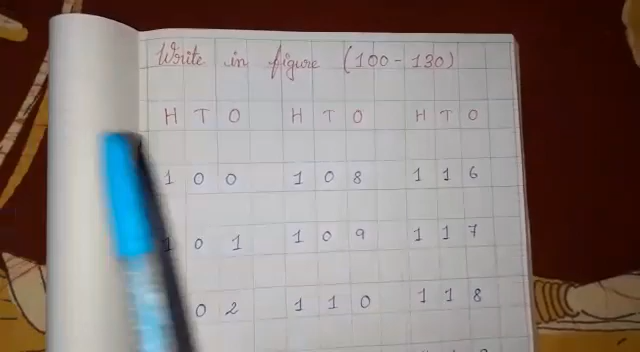 Write in figure (100-130)
H T O H T O H T O
1 0 0 1 0 8 1 1 6
1 0 1 1 0 9 1 1 7
0 2 1 1 0 1 1 8